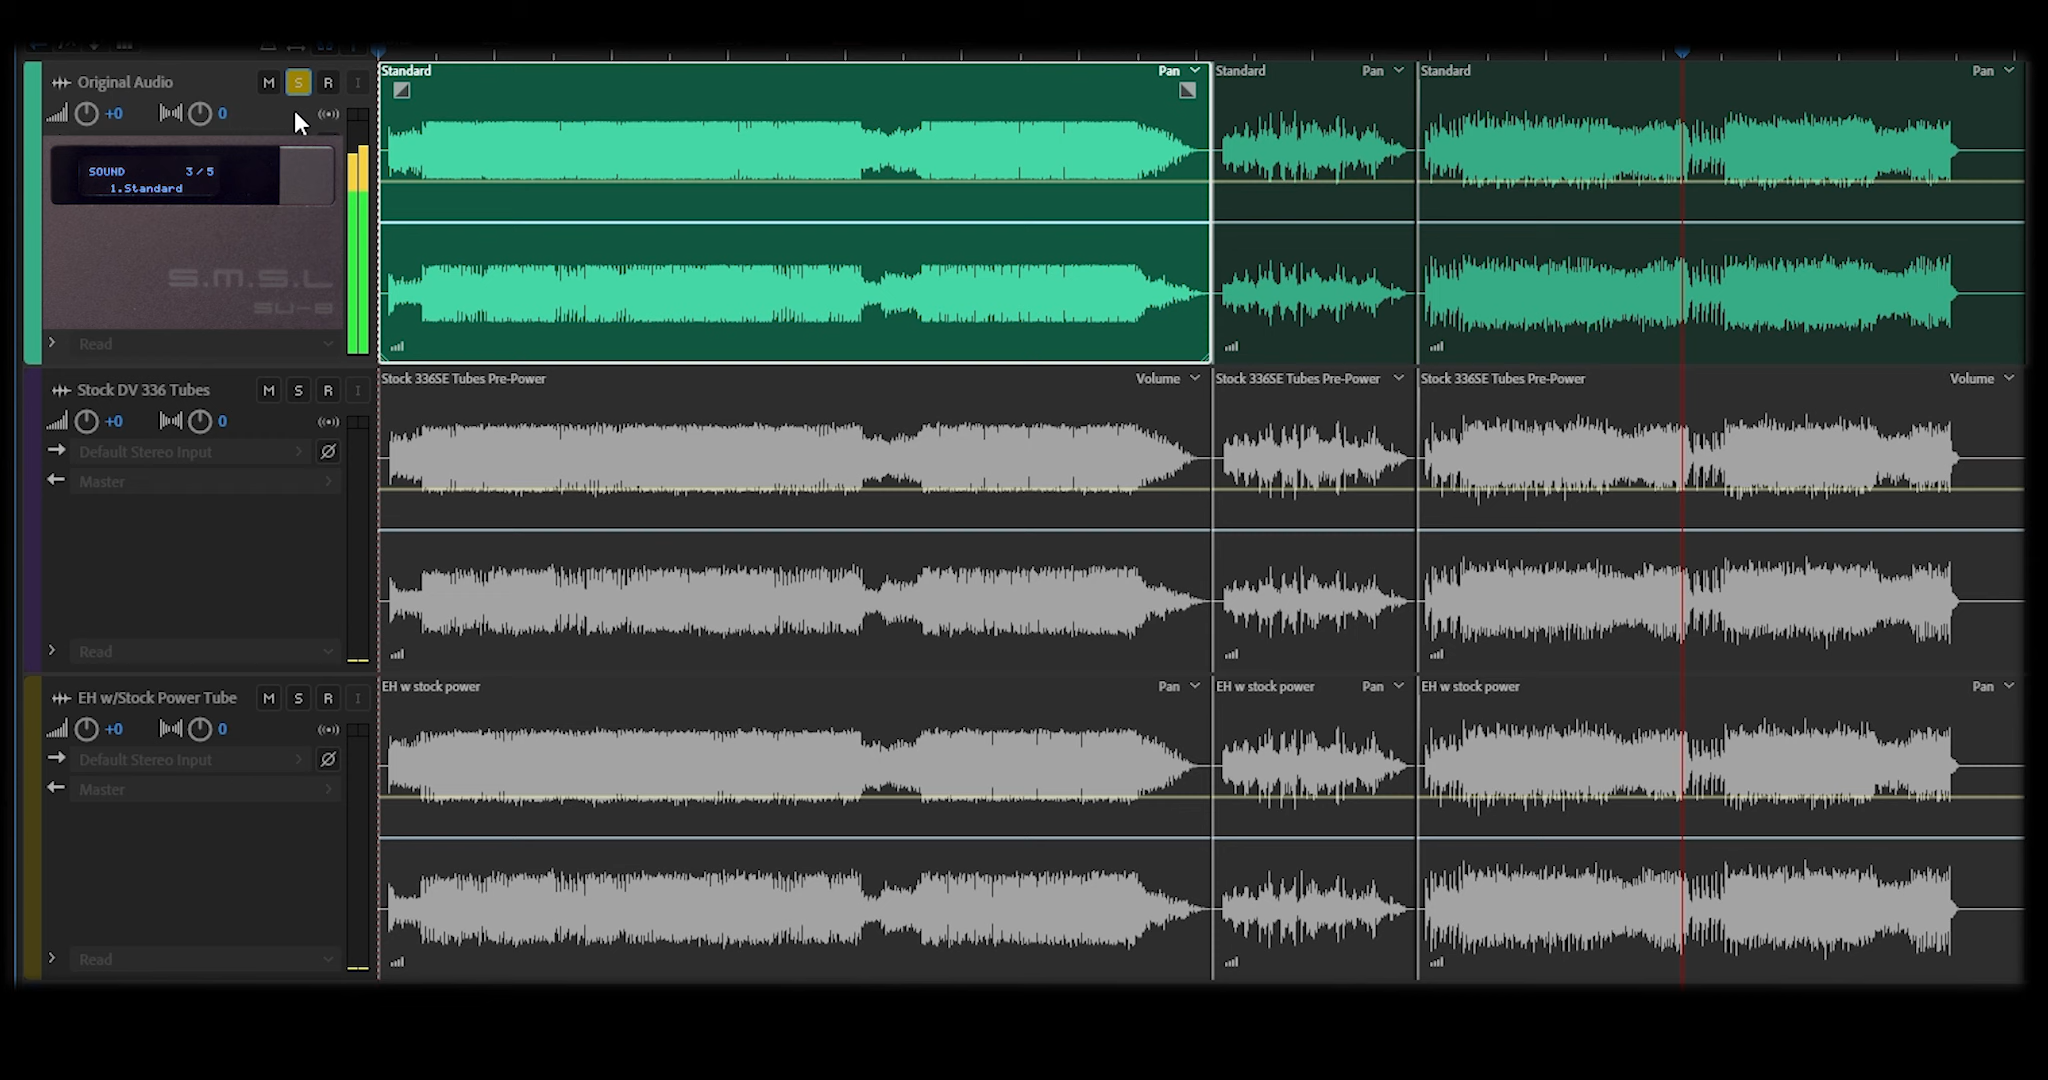 Original Audio
M S R I
+0 0
SOUND 3/5
1.Standard
S.M.S.L
SU-8
Read
Standard Pan
Standard Pan
Standard Pan
Stock DV 336 Tubes
M S R I
+0 0
Default Stereo Input
Master
Read
Stock 336SE Tubes Pre-Power Volume
Stock 336SE Tubes Pre-Power
Stock 336SE Tubes Pre-Power Volume
EH w/Stock Power Tube
M S R I
+0 0
Default Stereo Input
Master
Read
EH w stock power Pan
EH w stock power Pan
EH w stock power Pan